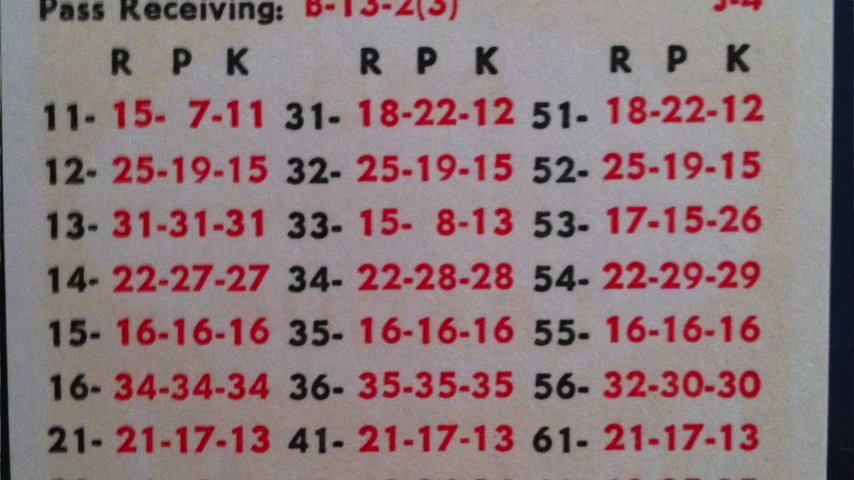 Pass Receiving: B-13-2(3) J-4
R P K R P K R P K
11- 15- 7-11 31- 18-22-12 51- 18-22-12
12- 25-19-15 32- 25-19-15 52- 25-19-15
13- 31-31-31 33- 15- 8-13 53- 17-15-26
14- 22-27-27 34- 22-28-28 54- 22-29-29
15- 16-16-16 35- 16-16-16 55- 16-16-16
16- 34-34-34 36- 35-35-35 56- 32-30-30
21- 21-17-13 41- 21-17-13 61- 21-17-13